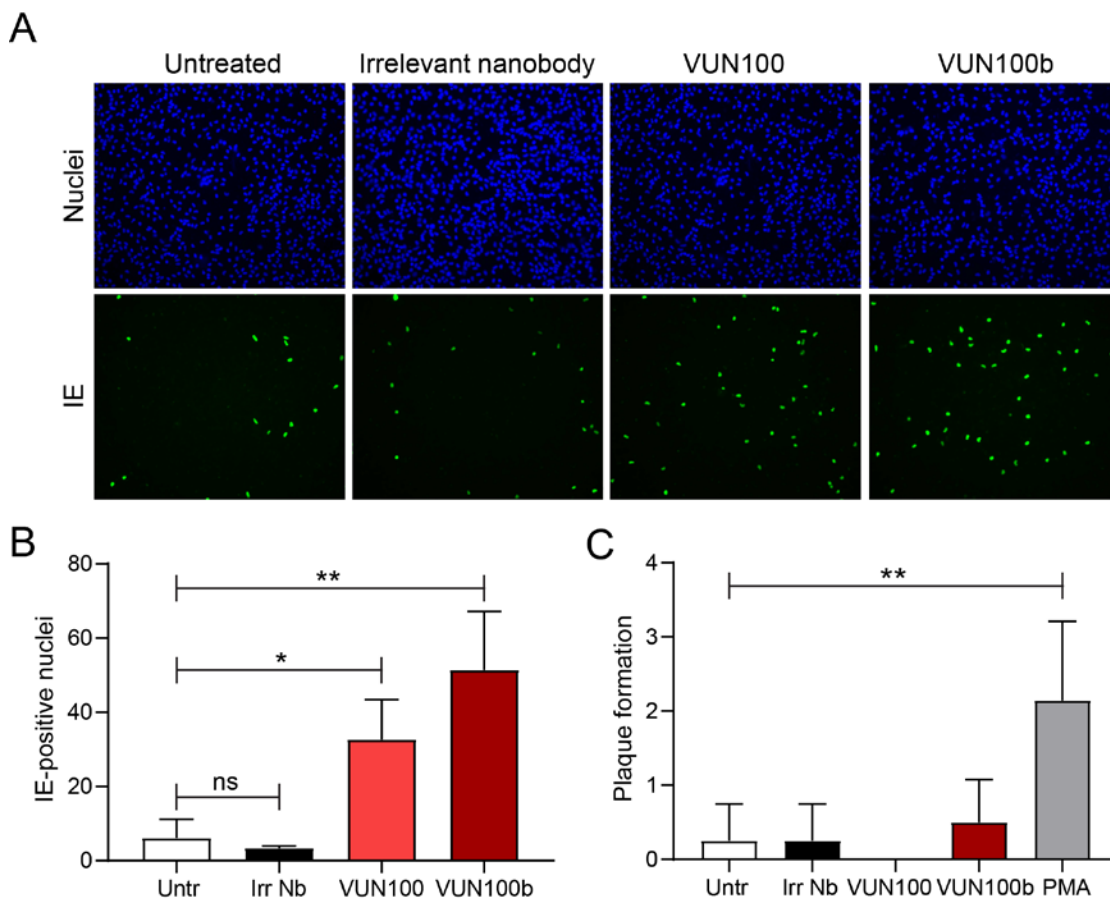 A
Untreated Irrelevant nanobody VUN100 VUN100b
Nuclei
IE
B
IE-positive nuclei
80
60
40
20
0
**
*
ns
Untr Irr Nb VUN100 VUN100b
C
Plaque formation
4
3
2
1
0
**
Untr Irr Nb VUN100 VUN100b PMA